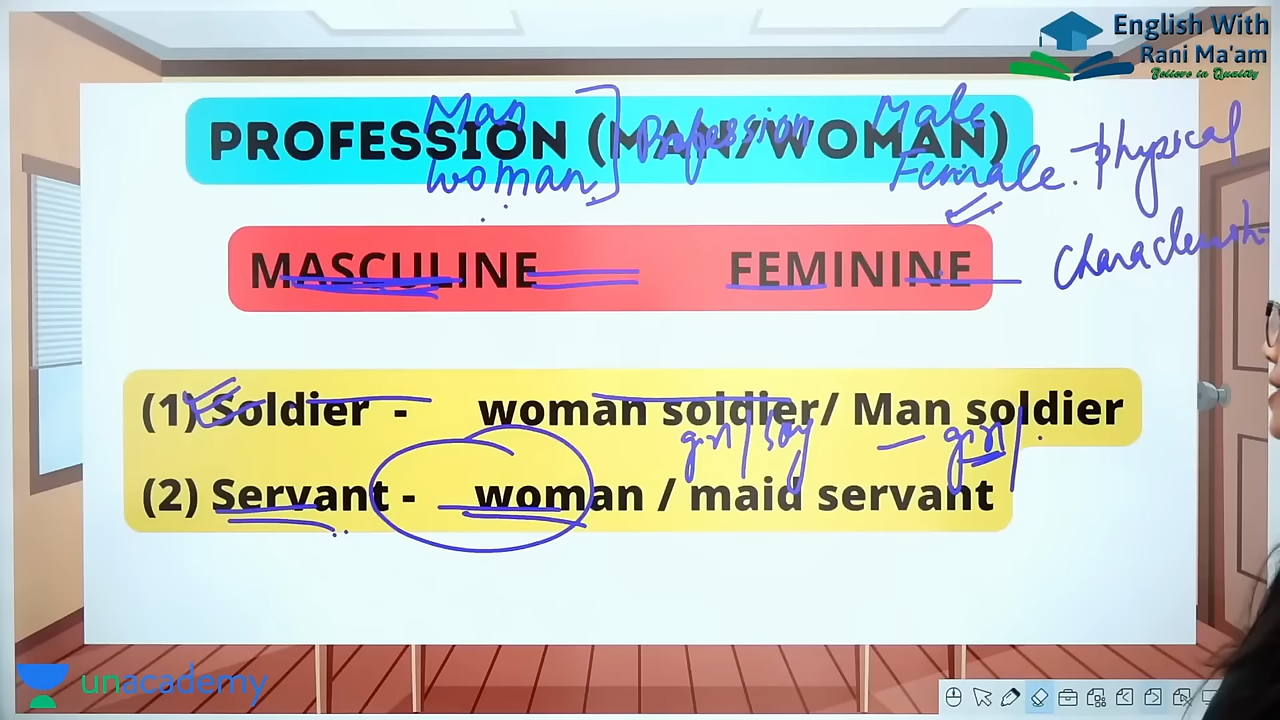 English With
Rani Ma'am
Believe in Quality
PROFESSION (MAN/WOMAN)
Man
woman
Profession
Male
Female
Physical
MASCULINE FEMININE
(1) Soldier - woman soldier/ Man soldier
girl/boy - girl/
(2) Servant - woman / maid servant
unacademy